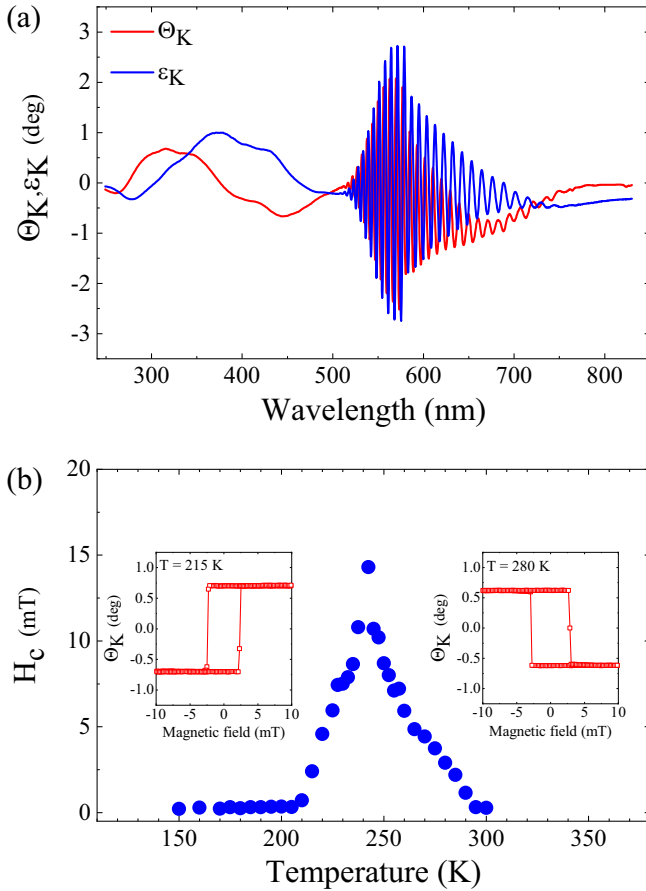 (a)
Θ_K
ε_K
Θ_K,ε_K (deg)
3
2
1
0
-1
-2
-3
300 400 500 600 700 800
Wavelength (nm)
(b)
H_c (mT)
20
15
10
5
0
T = 215 K
Θ_K (deg)
1.0
0.5
0.0
-0.5
-1.0
-10 -5 0 5 10
Magnetic field (mT)
T = 280 K
Θ_K (deg)
1.0
0.5
0.0
-0.5
-1.0
-10 -5 0 5 10
Magnetic field (mT)
150 200 250 300 350
Temperature (K)